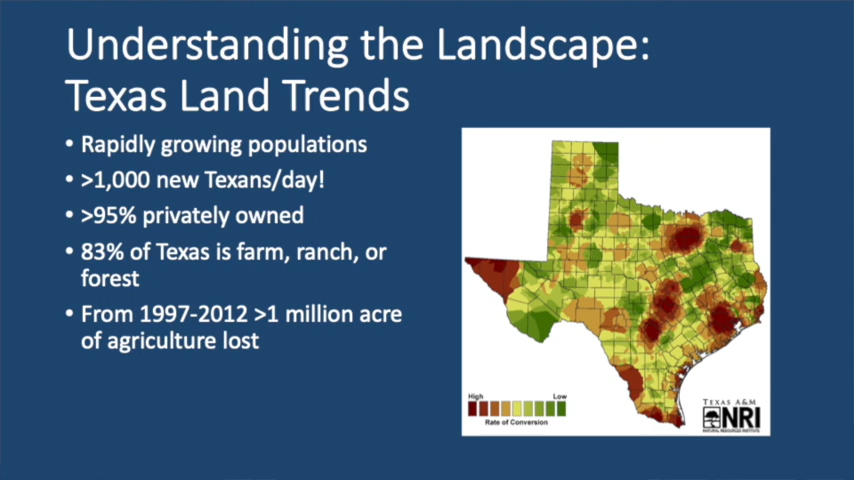 Understanding the Landscape:
Texas Land Trends
• Rapidly growing populations
• >1,000 new Texans/day!
• >95% privately owned
• 83% of Texas is farm, ranch, or
forest
• From 1997-2012 >1 million acre
of agriculture lost
High Low
Rate of Conversion
TEXAS A&M
NRI
NATURAL RESOURCES INSTITUTE